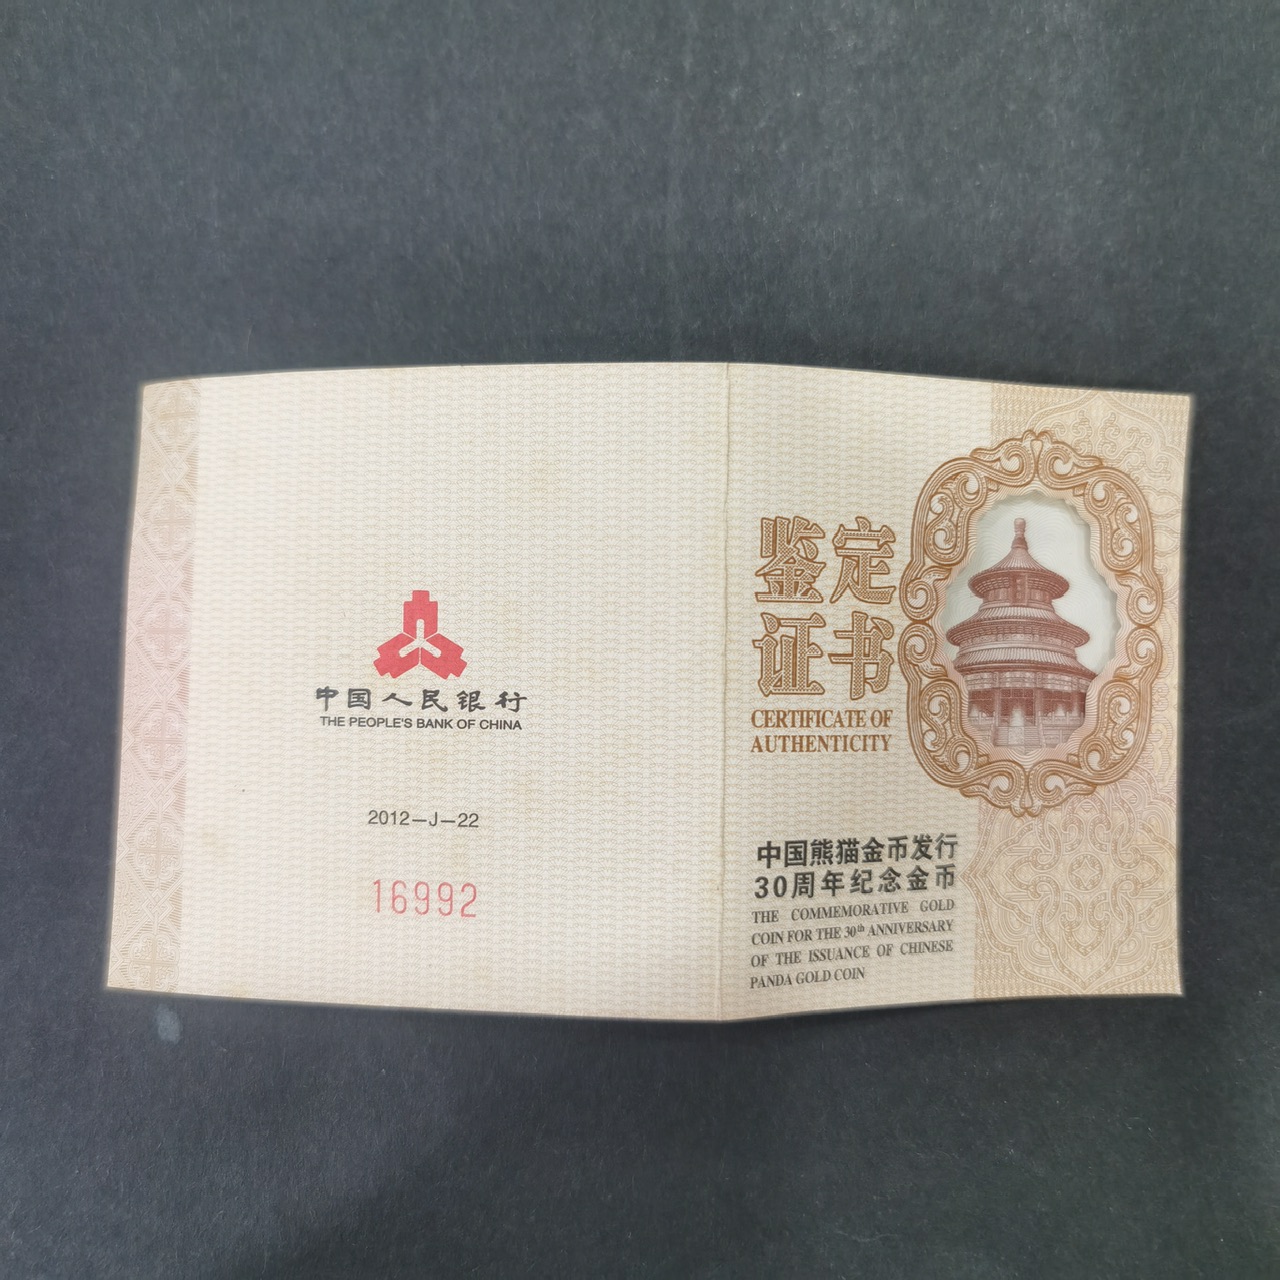 中国人民银行
THE PEOPLE'S BANK OF CHINA
2012—J—22
16992
鉴定
证书
CERTIFICATE OF
AUTHENTICITY
中国熊猫金币发行
30周年纪念金币
THE COMMEMORATIVE GOLD
COIN FOR THE 30th ANNIVERSARY
OF THE ISSUANCE OF CHINESE
PANDA GOLD COIN